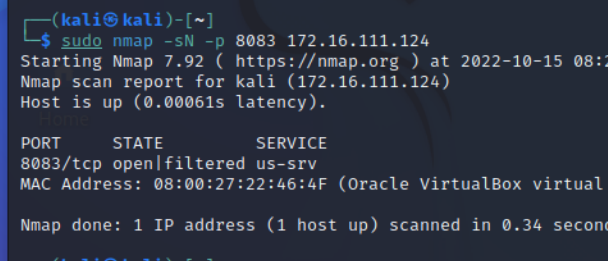 ┌──(kali㉿kali)-[~]
└─$ sudo nmap -sN -p 8083 172.16.111.124
Starting Nmap 7.92 ( https://nmap.org ) at 2022-10-15 08:2
Nmap scan report for kali (172.16.111.124)
Host is up (0.00061s latency).
Home
PORT     STATE         SERVICE
8083/tcp open|filtered us-srv
MAC Address: 08:00:27:22:46:4F (Oracle VirtualBox virtual
Nmap done: 1 IP address (1 host up) scanned in 0.34 secon